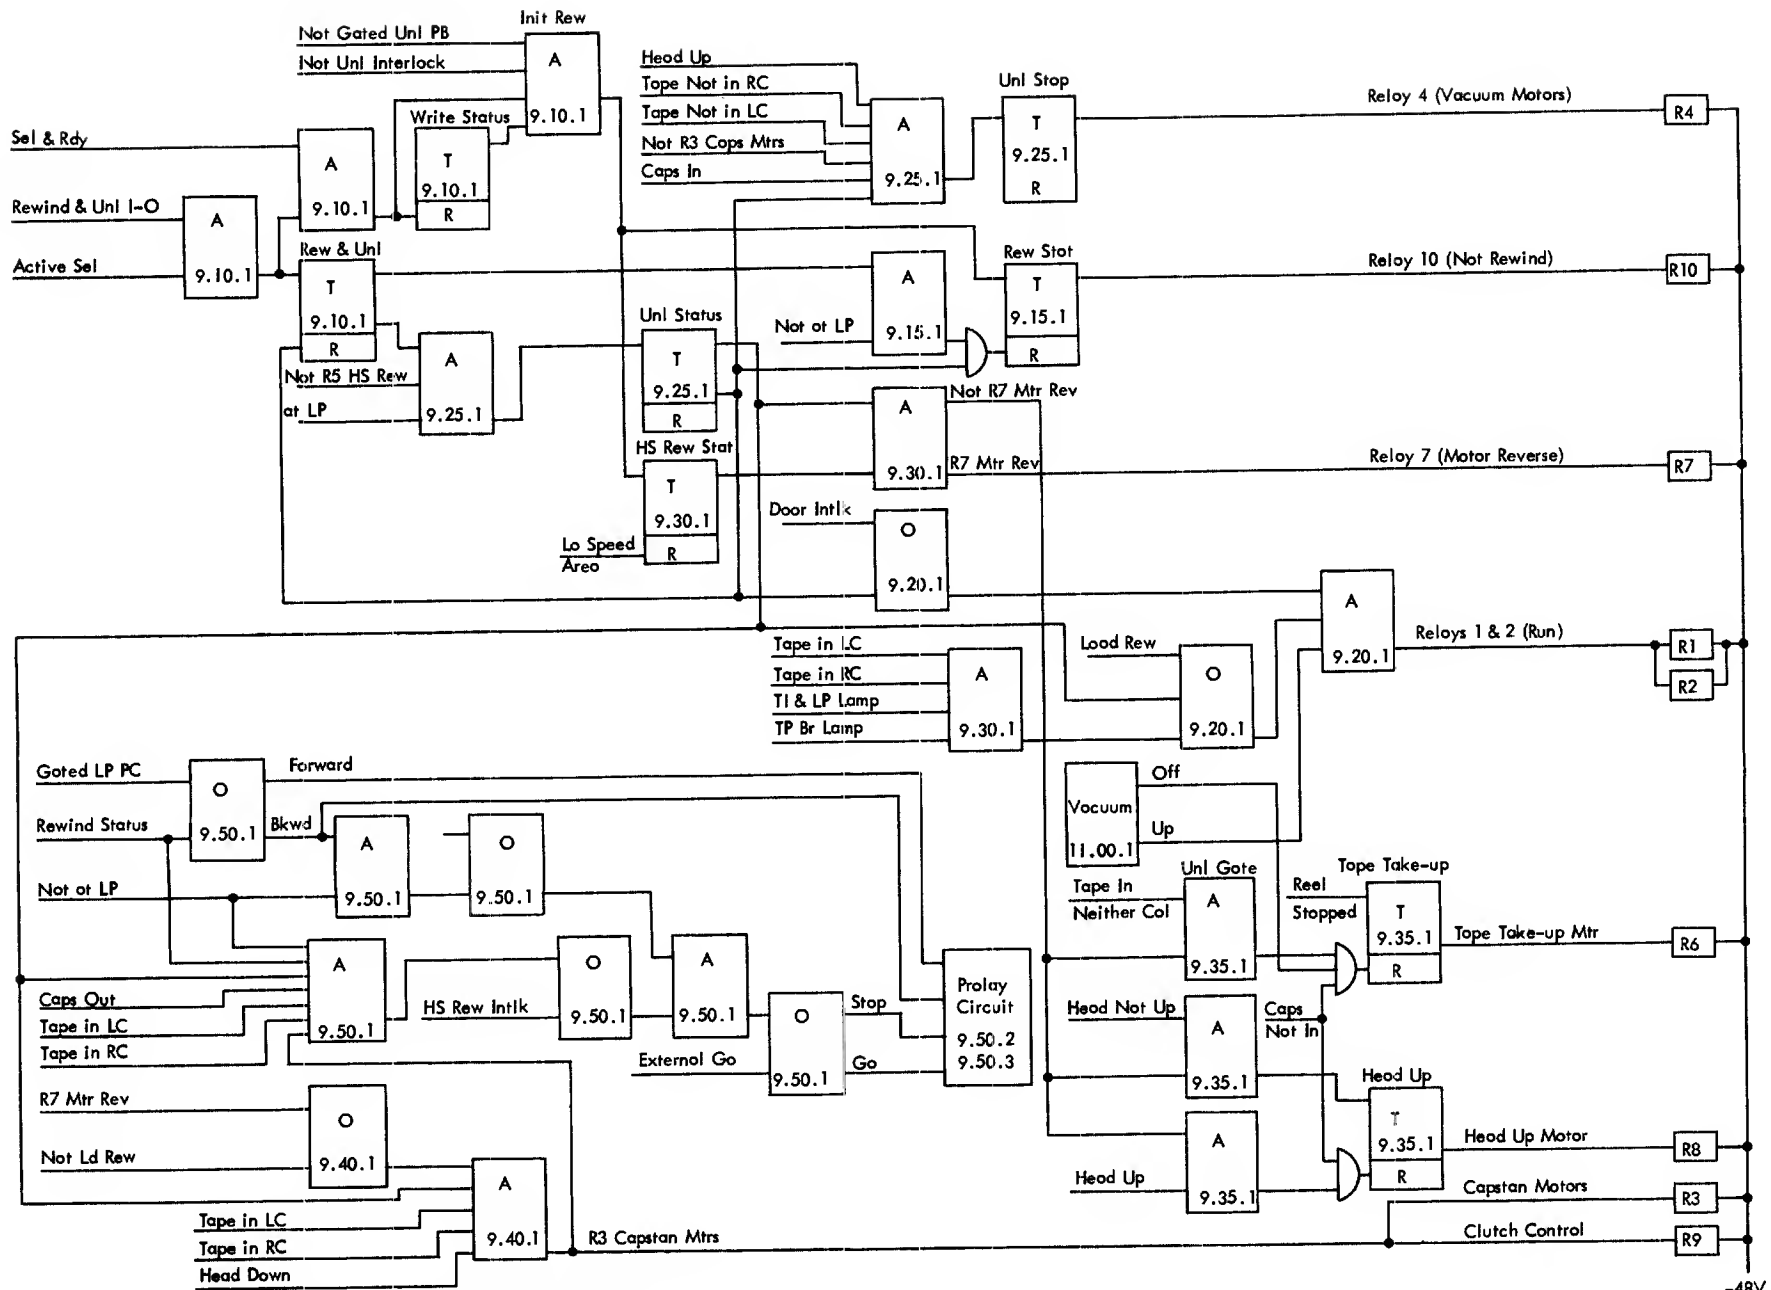 Init Rew
Not Gated Unl PB
Not Unl Interlock
A
9.10.1
Sel & Rdy
A
9.10.1
Write Status
T
9.10.1
R
Rewind & Unl I-O
Active Sel
A
9.10.1
Rew & Unl
T
9.10.1
R
Not R5 HS Rew
at LP
A
9.25.1
Head Up
Tape Not in RC
Tape Not in LC
Not R3 Caps Mtrs
Caps In
A
9.25.1
Unl Stop
T
9.25.1
R
Relay 4 (Vacuum Motors)
R4
Unl Status
T
9.25.1
R
Not at LP
A
9.15.1
Rew Stat
T
9.15.1
R
Relay 10 (Not Rewind)
R10
HS Rew Stat
T
9.30.1
R
Lo Speed
Area
A
9.30.1
Not R7 Mtr Rev
R7 Mtr Rev
Relay 7 (Motor Reverse)
R7
Door Intlk
O
9.20.1
A
9.20.1
Relays 1 & 2 (Run)
R1
R2
Tape in LC
Tape in RC
TI & LP Lamp
TP Br Lamp
A
9.30.1
Load Rew
O
9.20.1
Vacuum
11.00.1
Off
Up
Gated LP PC
Rewind Status
O
9.50.1
Forward
Bkwd
Not at LP
A
9.50.1
O
9.50.1
Caps Out
Tape in LC
Tape in RC
A
9.50.1
HS Rew Intlk
O
9.50.1
A
9.50.1
External Go
O
9.50.1
Stop
Go
Prolay
Circuit
9.50.2
9.50.3
Tape In
Neither Col
Unl Gate
A
9.35.1
Reel
Stopped
Tape Take-up
T
9.35.1
R
Tape Take-up Mtr
R6
Head Not Up
A
9.35.1
Caps
Not In
Head Up
A
9.35.1
Head Up
T
9.35.1
R
Head Up Motor
R8
R7 Mtr Rev
Not Ld Rew
O
9.40.1
Tape in LC
Tape in RC
Head Down
A
9.40.1
R3 Capstan Mtrs
Capstan Motors
R3
Clutch Control
R9
-48V